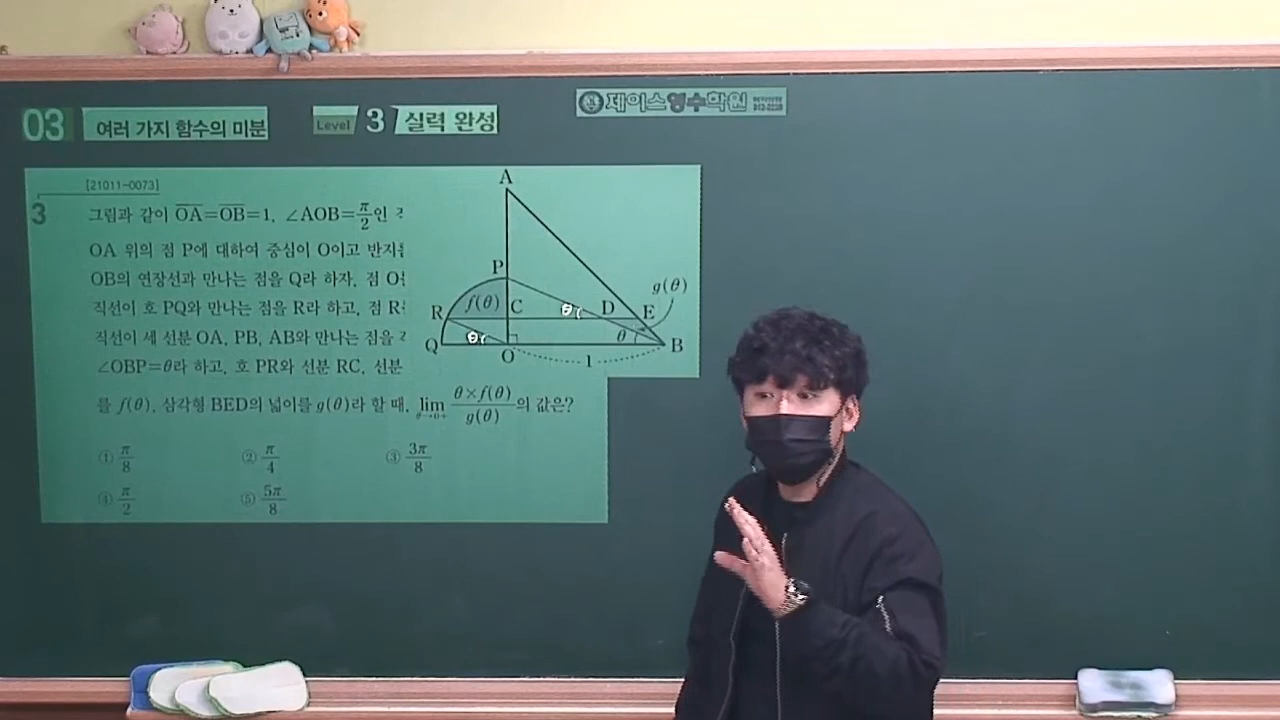 03 여러 가지 함수의 미분 Level 3 실력 완성
제이스영수학원
[21011-0073]
3
그림과 같이 OA=OB=1, ∠AOB=π/2인
OA 위의 점 P에 대하여 중심이 O이고
OB의 연장선과 만나는 점을 Q라 하자. 점
직선이 호 PQ와 만나는 점을 R라 하고, 점
직선이 세 선분 OA, PB, AB와 만나는 점을
∠OBP=θ라 하고, 호 PR와 선분 RC, 선분
를 f(θ), 삼각형 BED의 넓이를 g(θ)라 할 때, lim θ→0+ θ×f(θ)/g(θ)의 값은?
① π/8 ② π/4 ③ 3π/8
④ π/2 ⑤ 5π/8
A
P
g(θ)
R f(θ) C θ D E
Q θ θ B
O 1